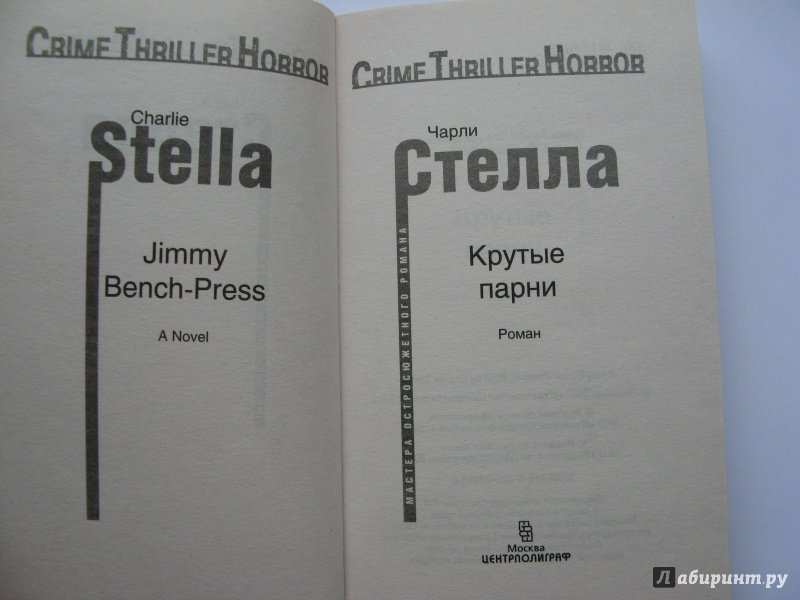 CRIME THRILLER HORROR
Charlie
Stella
Jimmy
Bench-Press
A Novel
CRIME THRILLER HORROR
Чарли
Стелла
МАСТЕРА ОСТРОСЮЖЕТНОГО РОМАНА
Крутые
парни
Роман
Москва
ЦЕНТРПОЛИГРАФ
Лабиринт.ру